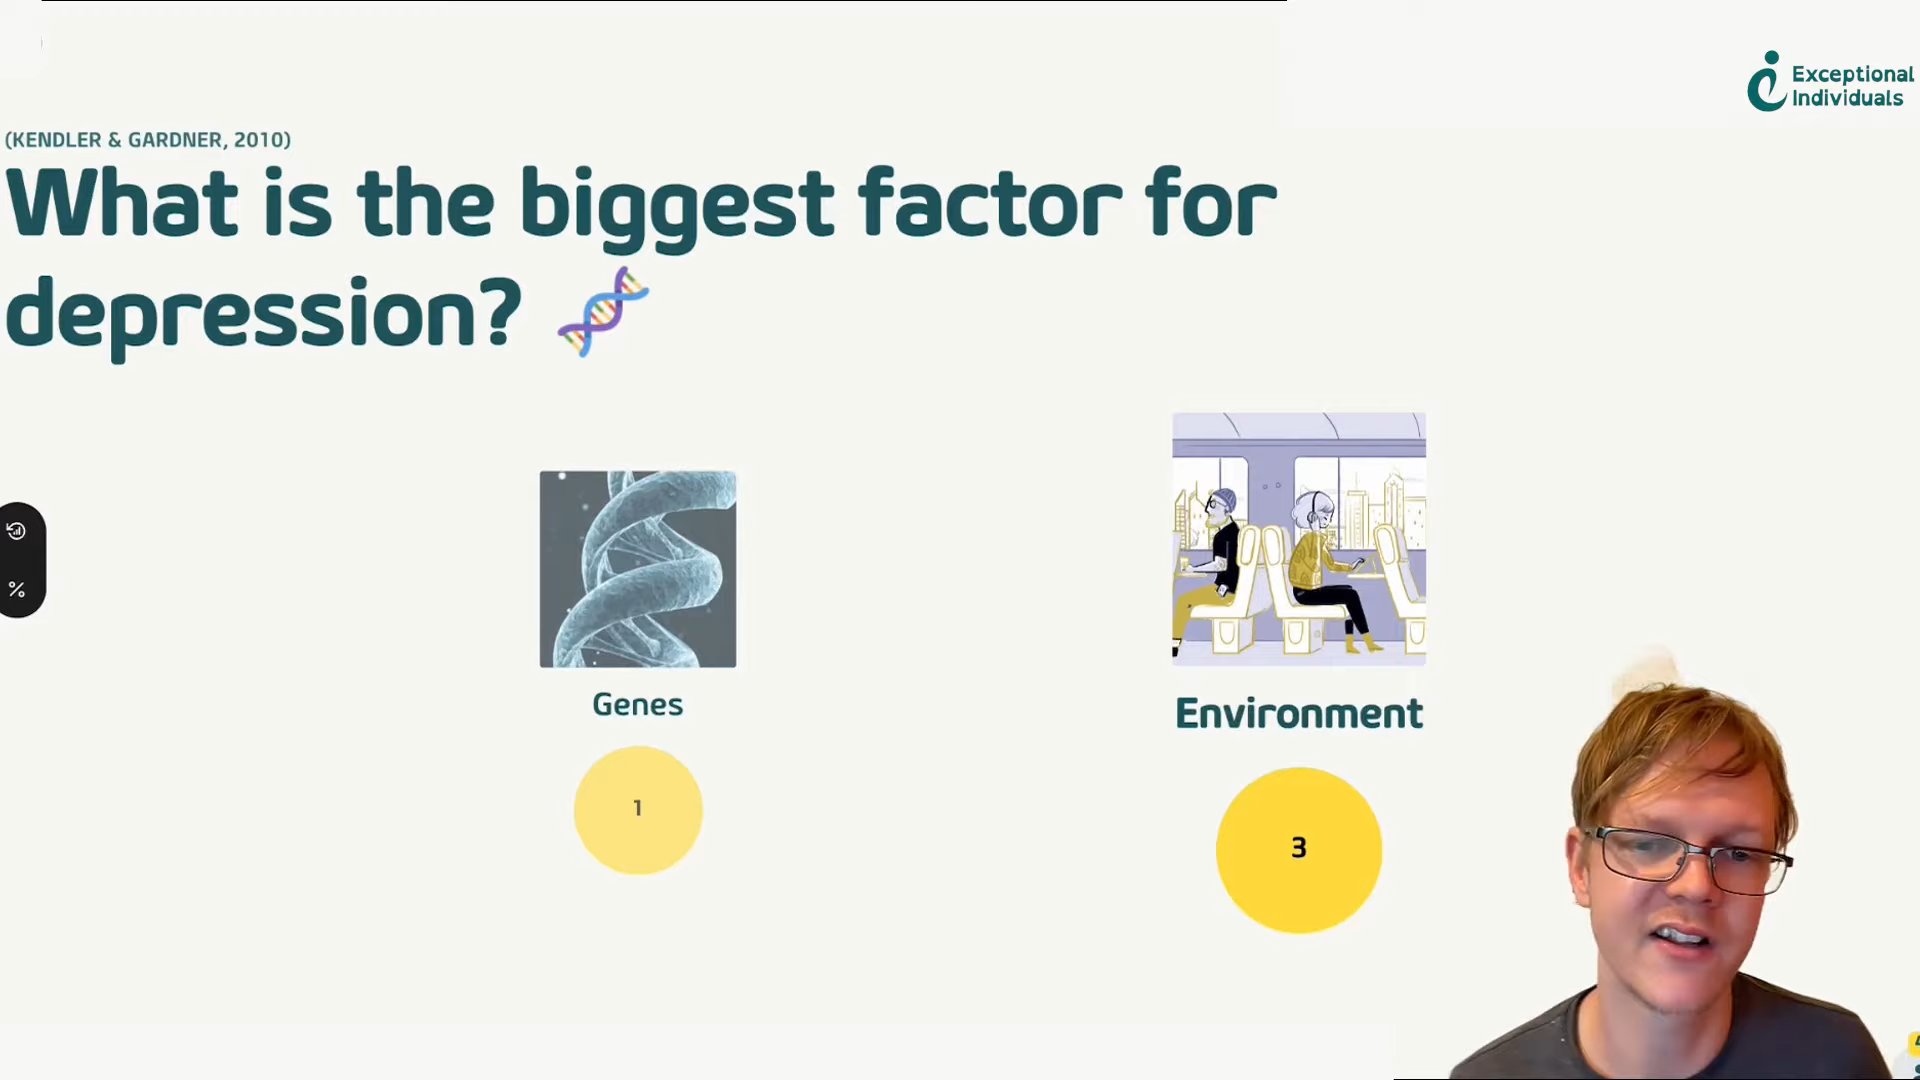 Exceptional
Individuals
(KENDLER & GARDNER, 2010)
What is the biggest factor for
depression?
%
Genes
Environment
1
3